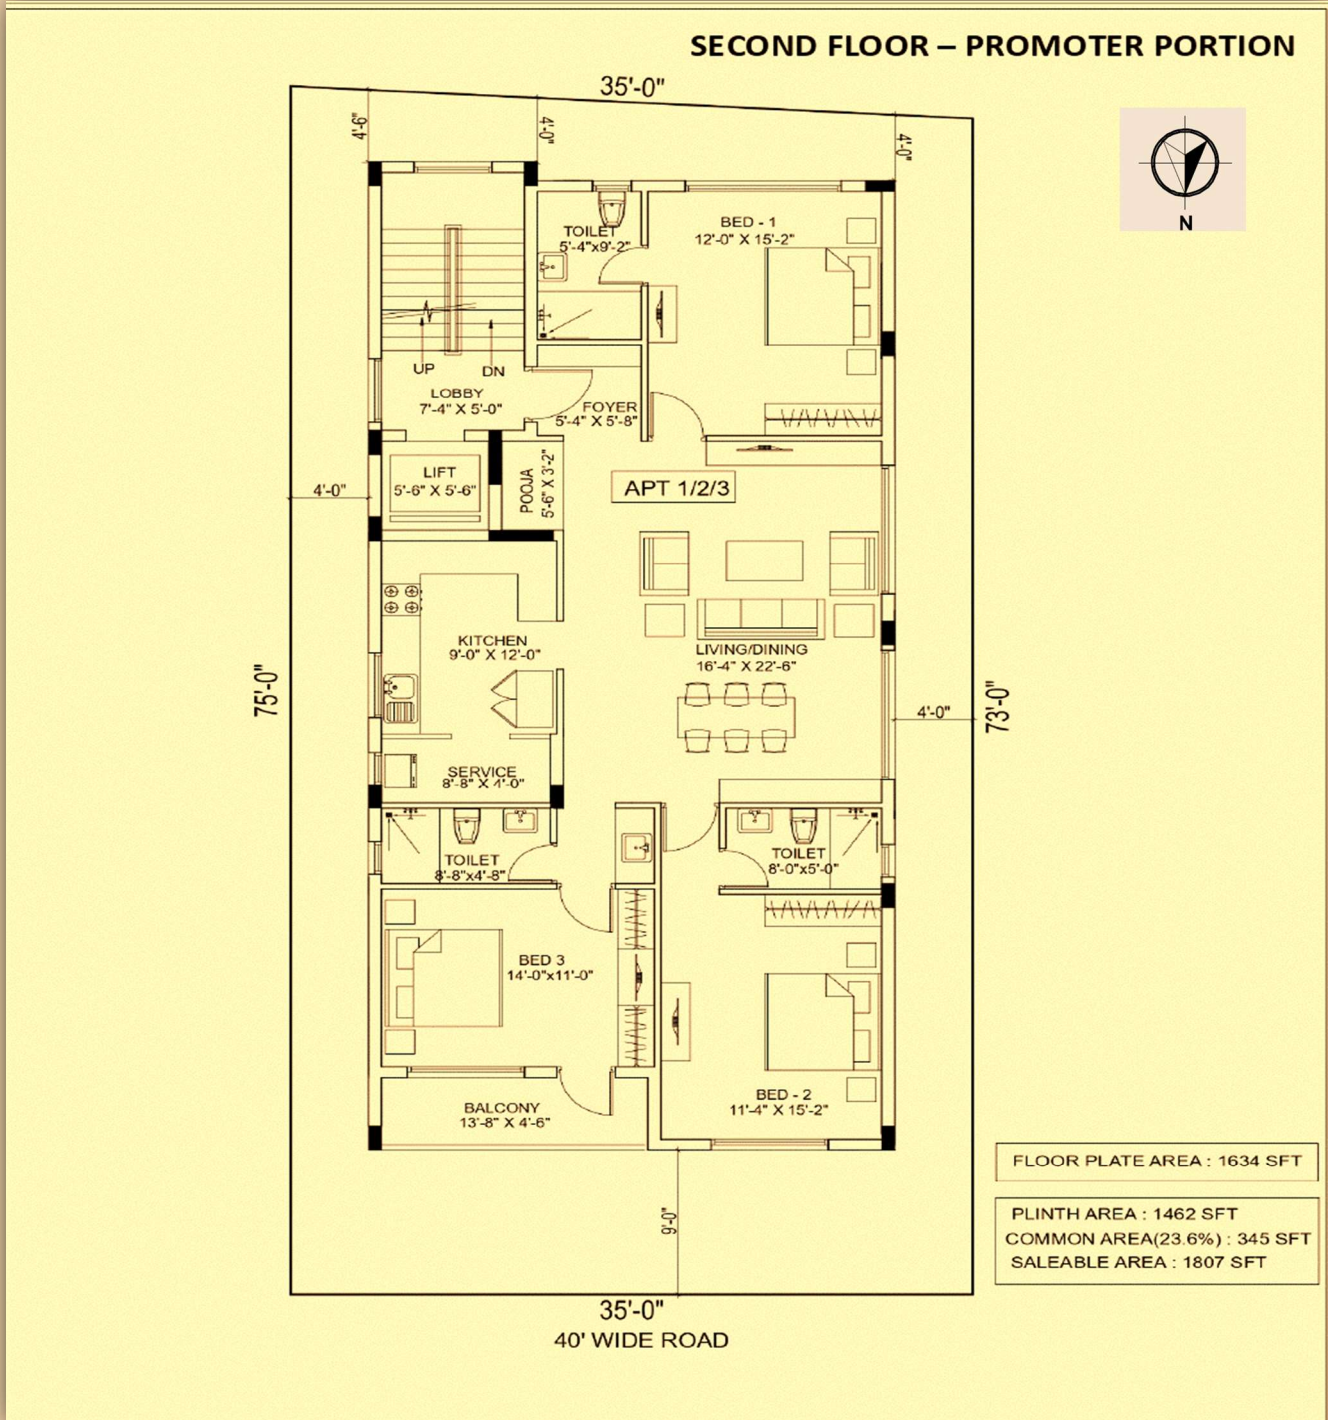 SECOND FLOOR – PROMOTER PORTION
35'-0"
4'-6"
4'-0"
4'-0"
N
TOILET
5'-4"x9'-2"
BED - 1
12'-0" X 15'-2"
UP
DN
LOBBY
7'-4" X 5'-0"
FOYER
5'-4" X 5'-8"
LIFT
5'-6" X 5'-6"
POOJA
5'-6" X 3'-2"
APT 1/2/3
4'-0"
KITCHEN
9'-0" X 12'-0"
LIVING/DINING
16'-4" X 22'-6"
75'-0"
4'-0"
73'-0"
SERVICE
8'-8" X 4'-0"
TOILET
8'-8"x4'-8"
TOILET
8'-0"x5'-0"
BED 3
14'-0"x11'-0"
BED - 2
11'-4" X 15'-2"
BALCONY
13'-8" X 4'-6"
FLOOR PLATE AREA : 1634 SFT
PLINTH AREA : 1462 SFT
COMMON AREA(23.6%) : 345 SFT
SALEABLE AREA : 1807 SFT
9'-0"
35'-0"
40' WIDE ROAD